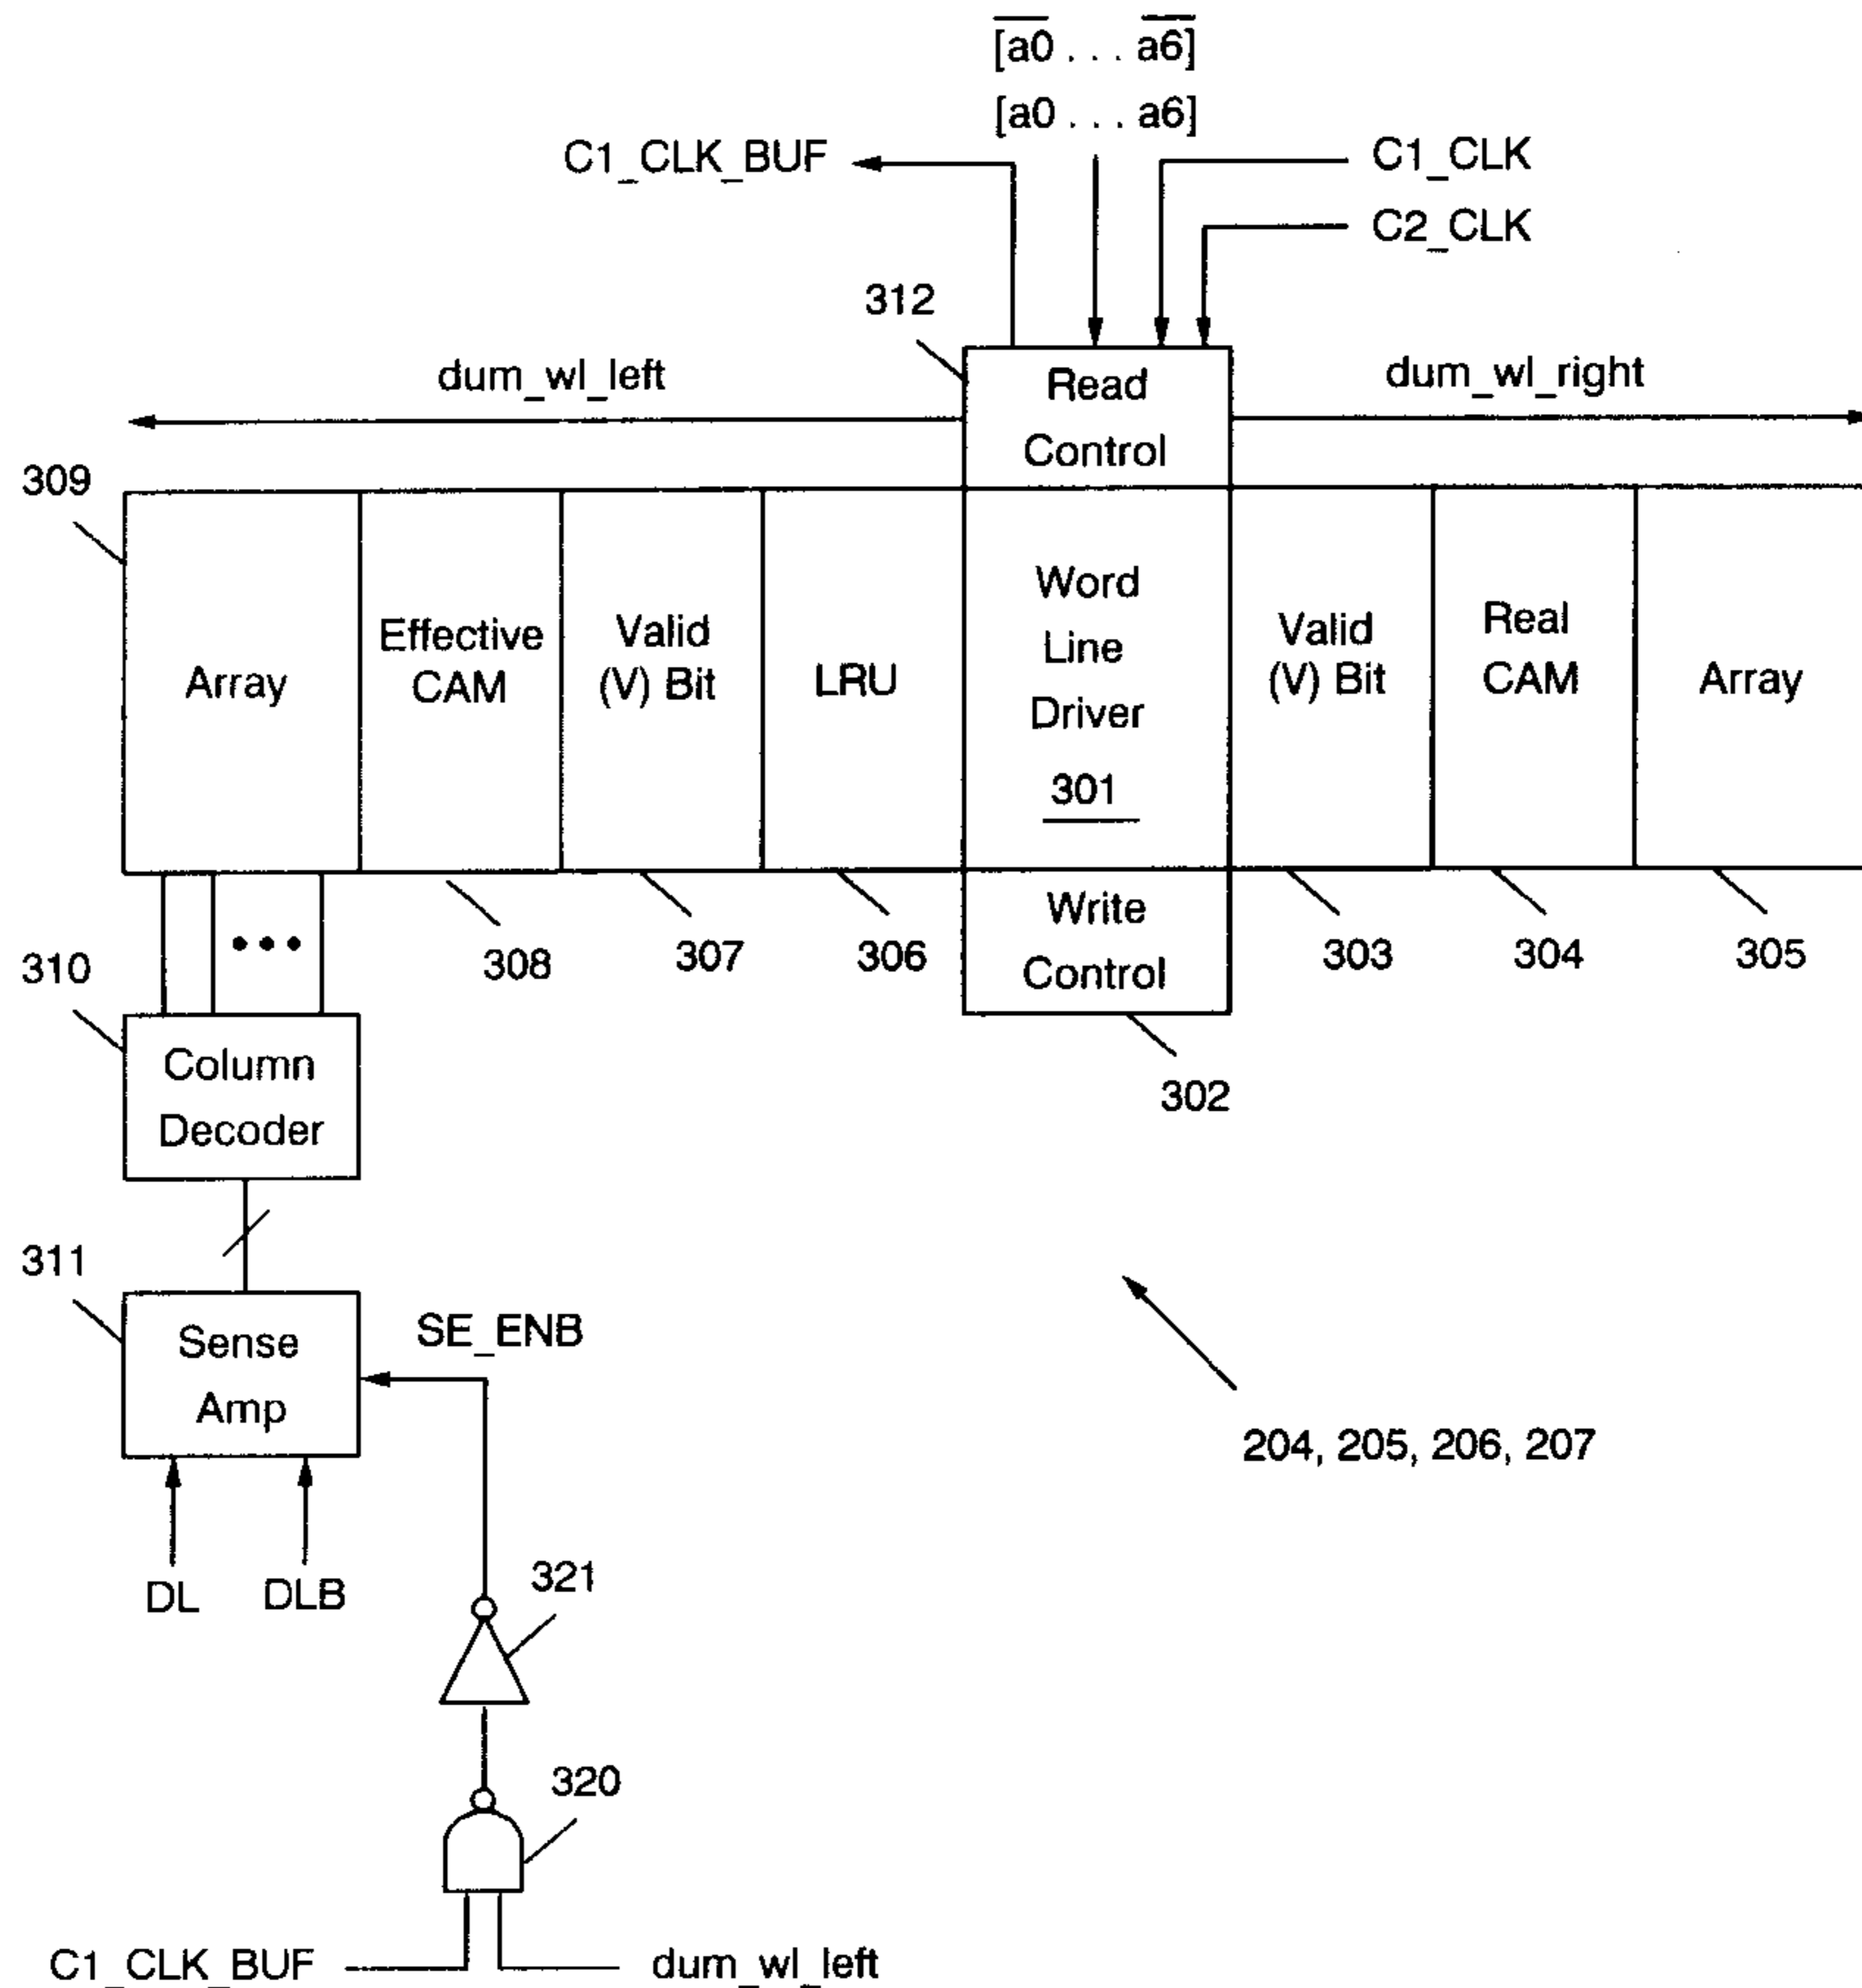 [a̅0̅ . . . a̅6̅]
[a0 . . . a6]
C1_CLK_BUF
C1_CLK
C2_CLK
312
dum_wl_left
Read
Control
dum_wl_right
309
Array
Effective
CAM
Valid
(V) Bit
LRU
Word
Line
Driver
301
Valid
(V) Bit
Real
CAM
Array
308
307
306
Write
Control
303
304
305
302
310
Column
Decoder
311
Sense
Amp
SE_ENB
DL
DLB
204, 205, 206, 207
321
320
C1_CLK_BUF
dum_wl_left